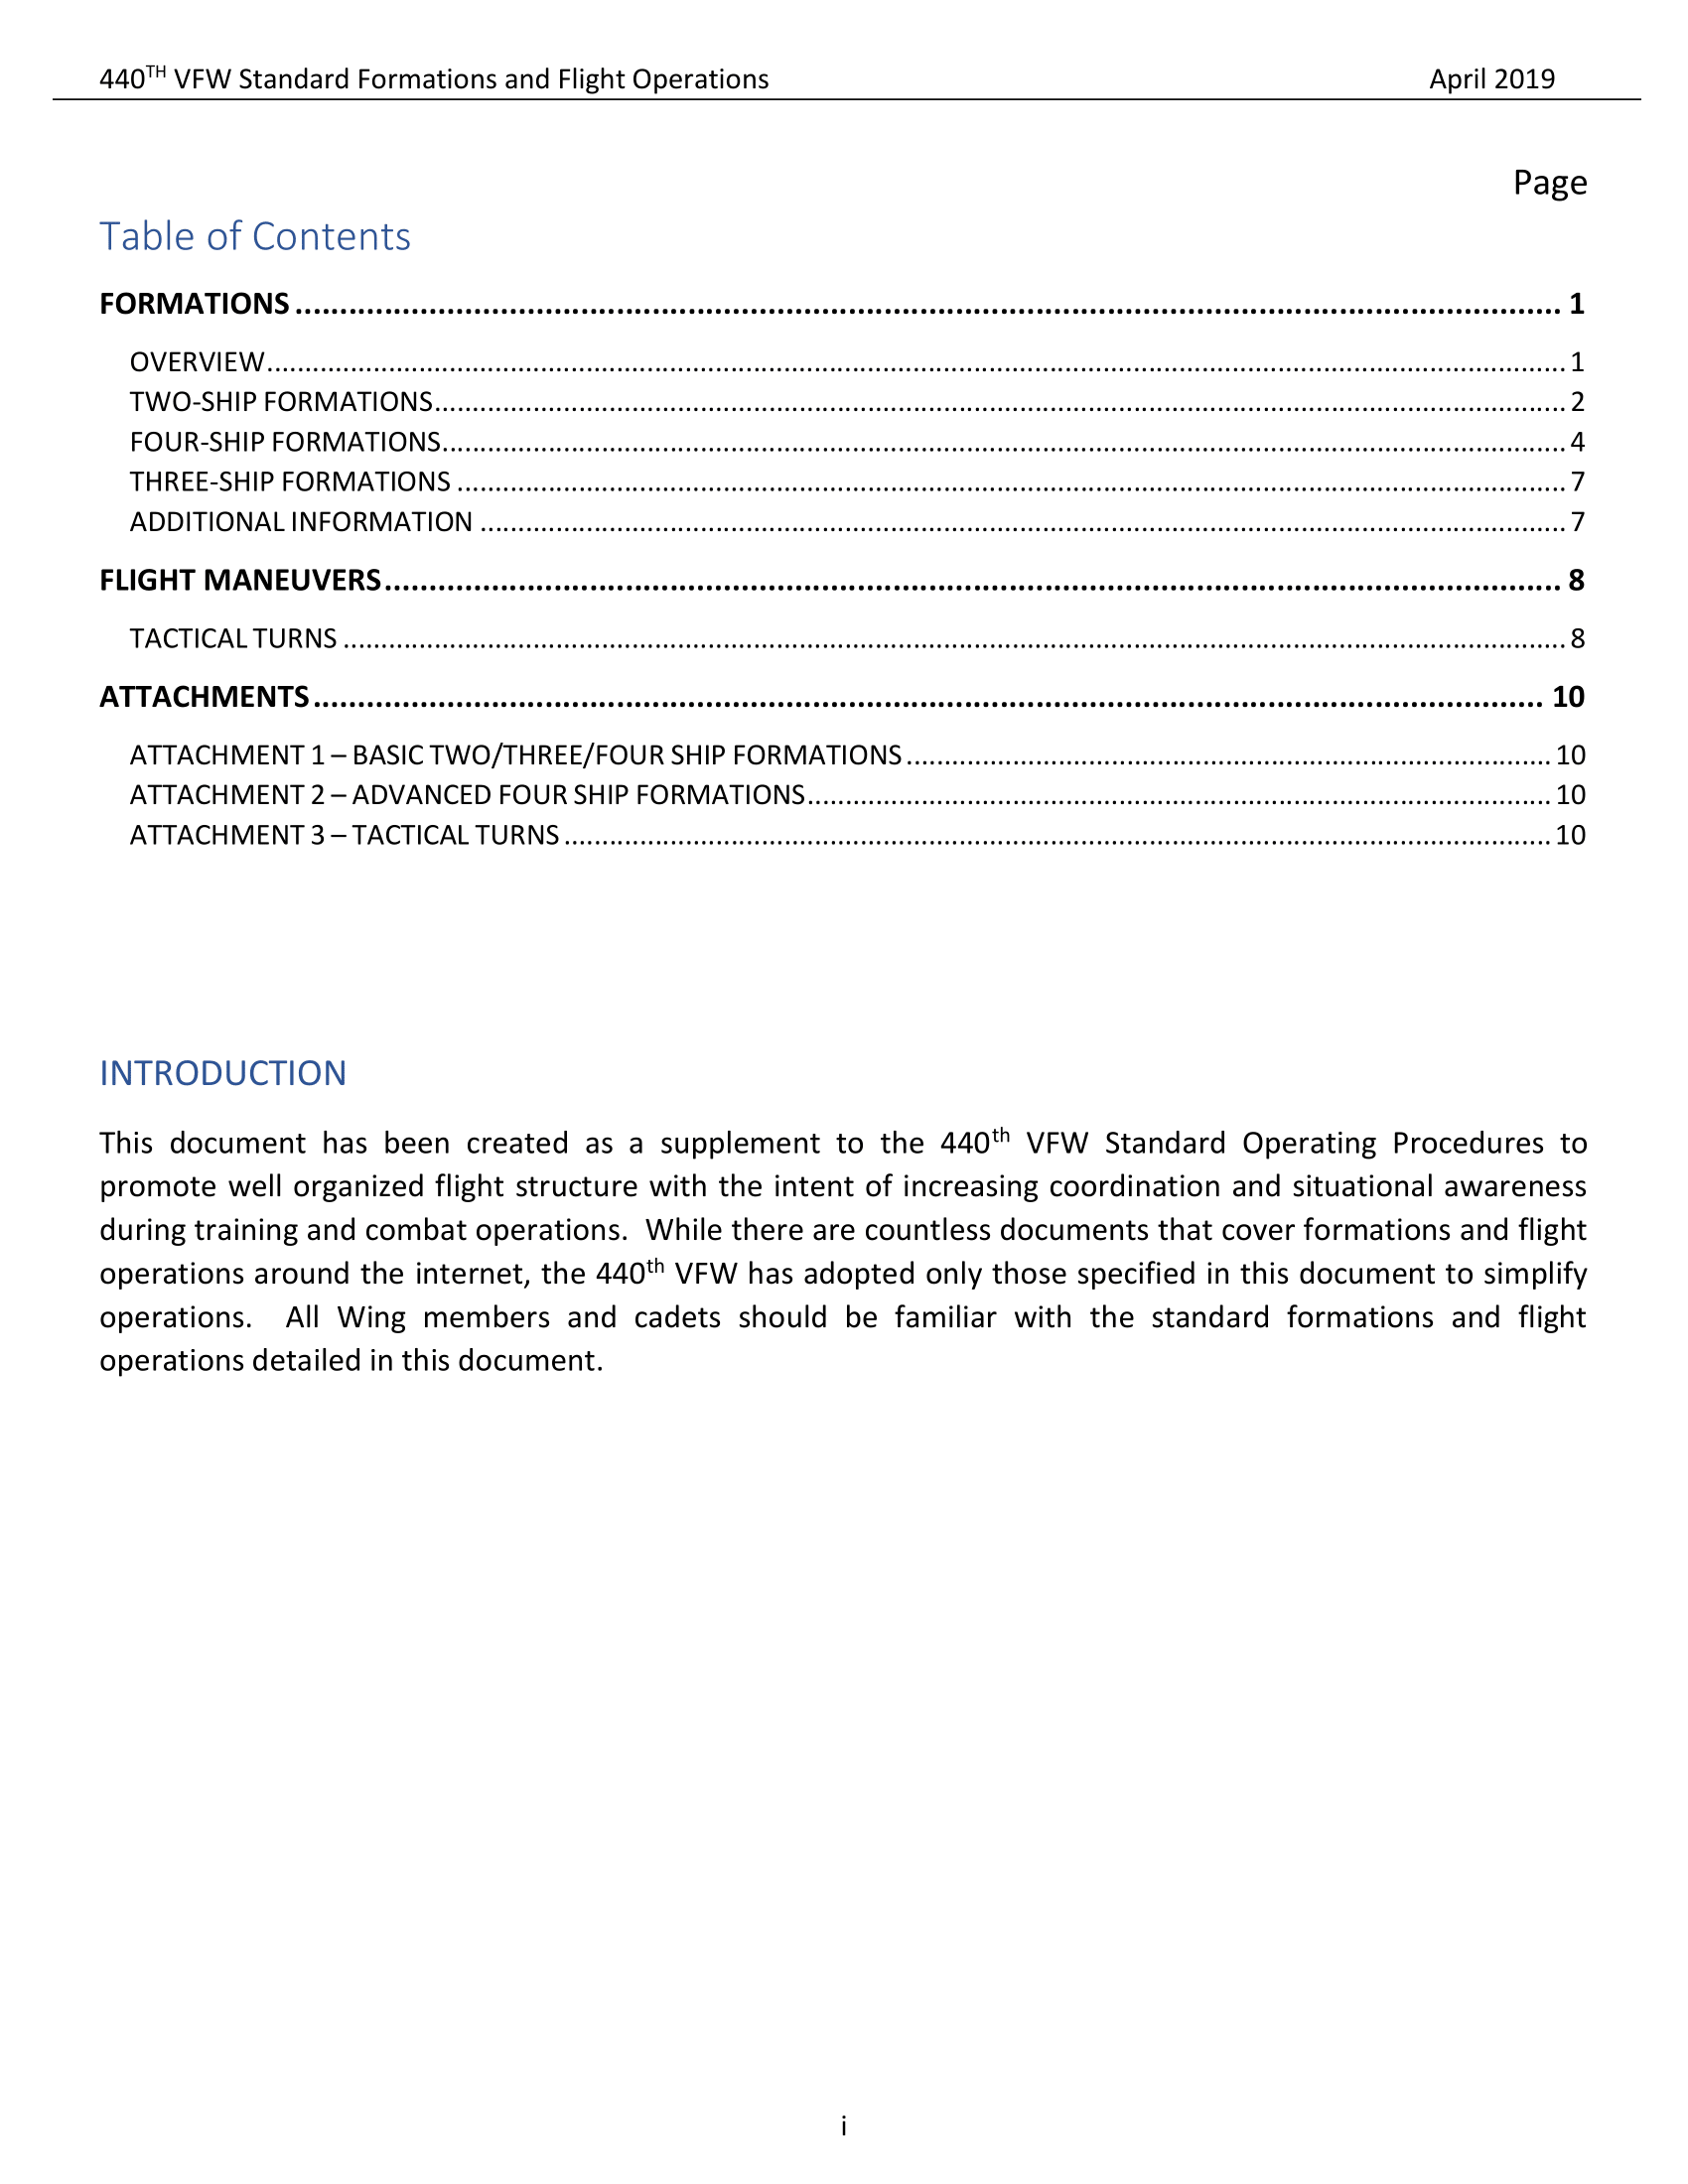 440TH VFW Standard Formations and Flight Operations April 2019
Page
Table of Contents
FORMATIONS 1
OVERVIEW 1
TWO-SHIP FORMATIONS 2
FOUR-SHIP FORMATIONS 4
THREE-SHIP FORMATIONS 7
ADDITIONAL INFORMATION 7
FLIGHT MANEUVERS 8
TACTICAL TURNS 8
ATTACHMENTS 10
ATTACHMENT 1 – BASIC TWO/THREE/FOUR SHIP FORMATIONS 10
ATTACHMENT 2 – ADVANCED FOUR SHIP FORMATIONS 10
ATTACHMENT 3 – TACTICAL TURNS 10
INTRODUCTION
This document has been created as a supplement to the 440th VFW Standard Operating Procedures to
promote well organized flight structure with the intent of increasing coordination and situational awareness
during training and combat operations. While there are countless documents that cover formations and flight
operations around the internet, the 440th VFW has adopted only those specified in this document to simplify
operations. All Wing members and cadets should be familiar with the standard formations and flight
operations detailed in this document.
i